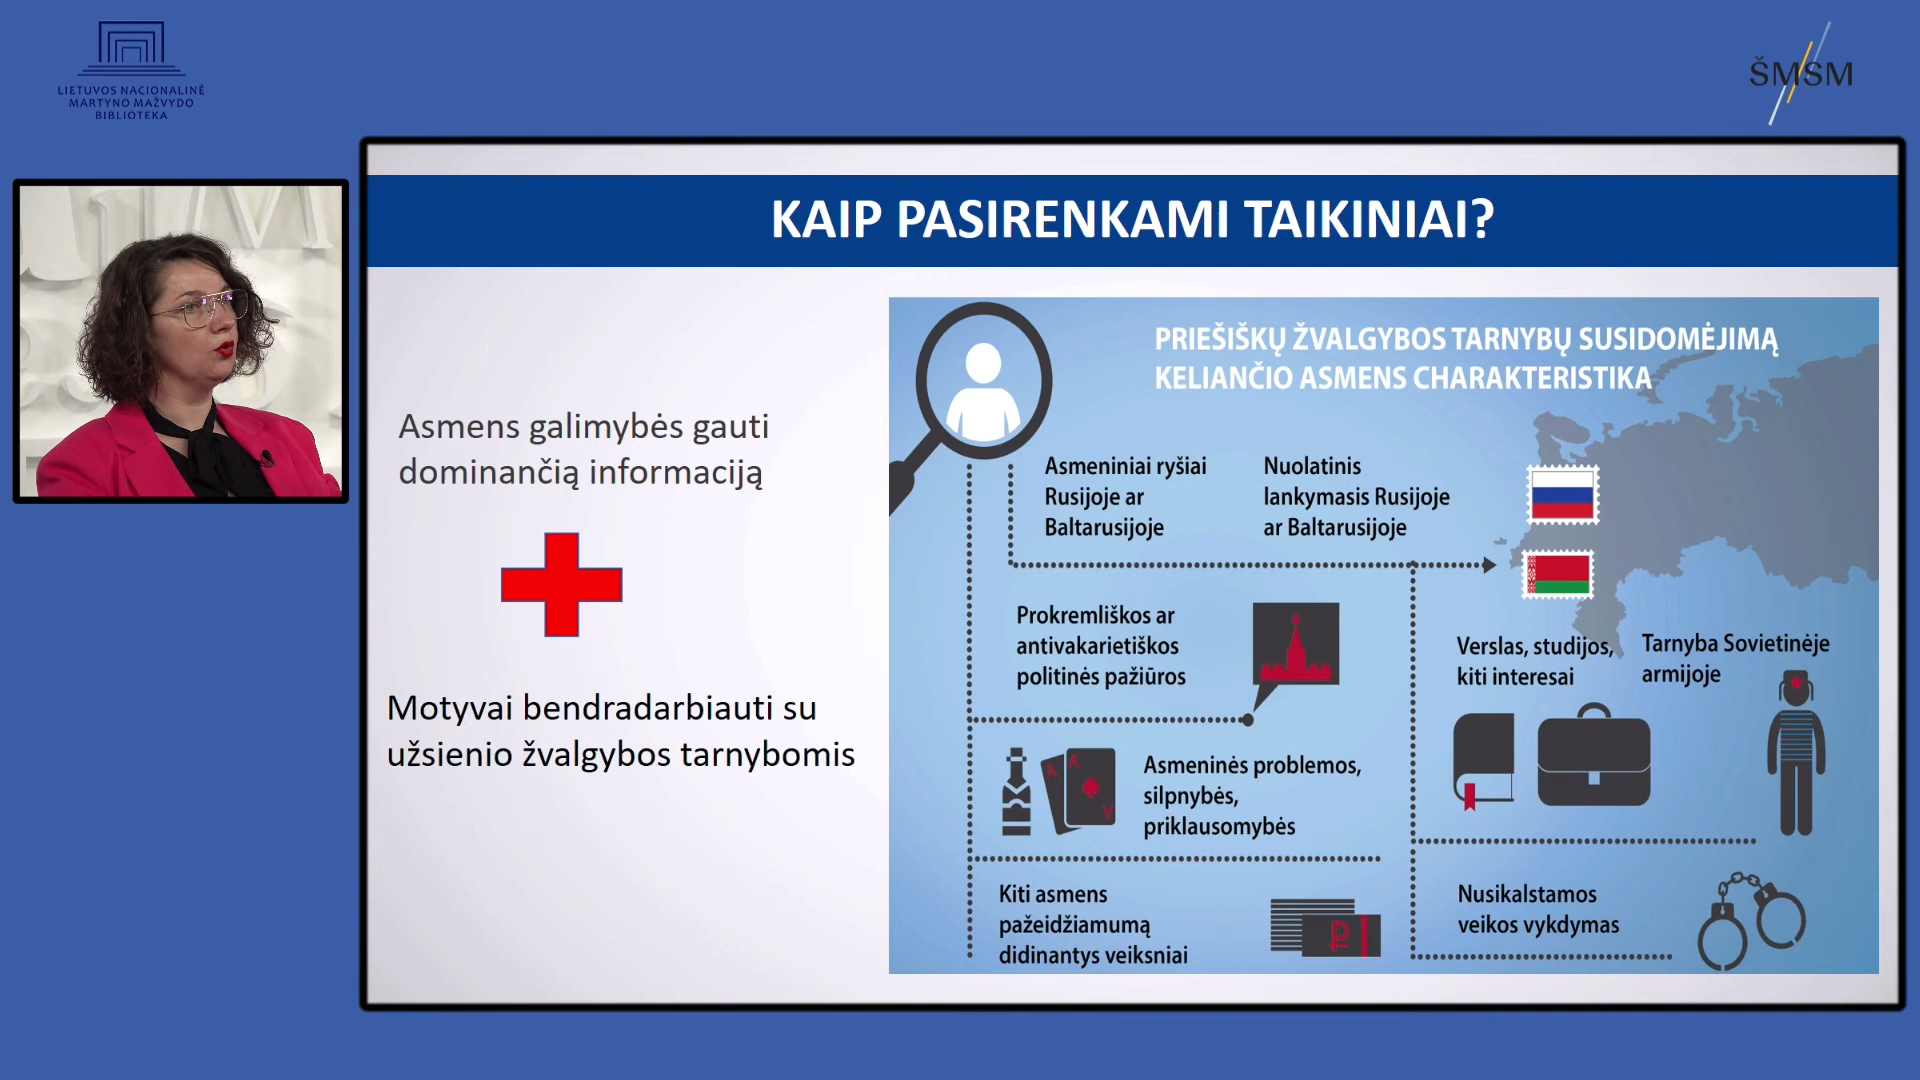 LIETUVOS NACIONALINĖ
MARTYNO MAŽVYDO
BIBLIOTEKA
ŠMSM
KAIP PASIRENKAMI TAIKINIAI?
Asmens galimybės gauti
dominančią informaciją
Motyvai bendradarbiauti su
užsienio žvalgybos tarnybomis
PRIEŠIŠKŲ ŽVALGYBOS TARNYBŲ SUSIDOMĖJIMĄ
KELIANČIO ASMENS CHARAKTERISTIKA
Asmeniniai ryšiai
Rusijoje ar
Baltarusijoje
Nuolatinis
lankymasis Rusijoje
ar Baltarusijoje
Prokremliškos ar
antivakarietiškos
politinės pažiūros
Verslas, studijos,
kiti interesai
Tarnyba Sovietinėje
armijoje
A
A
A
Asmeninės problemos,
silpnybės,
priklausomybės
Kiti asmens
pažeidžiamumą
didinantys veiksniai
₽
Nusikalstamos
veikos vykdymas